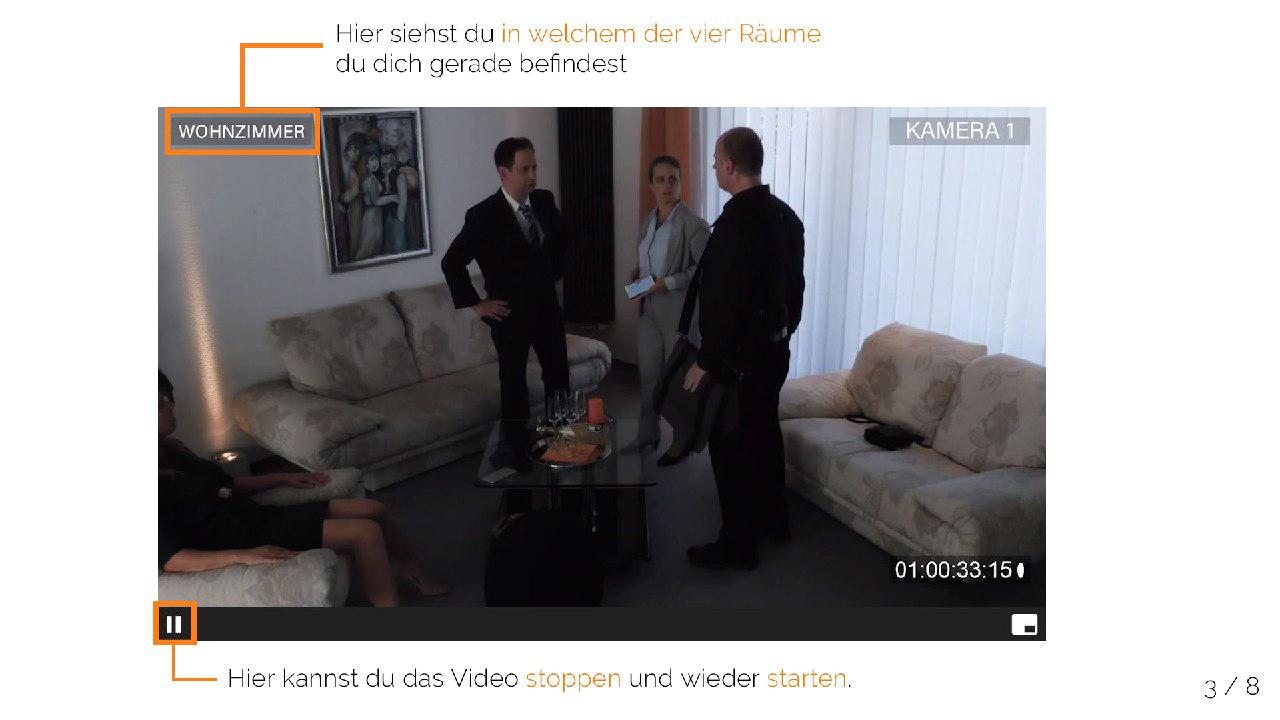 Hier siehst du in welchem der vier Räume
du dich gerade befindest
WOHNZIMMER
KAMERA 1
01:00:33:15
Hier kannst du das Video stoppen und wieder starten.
3 / 8